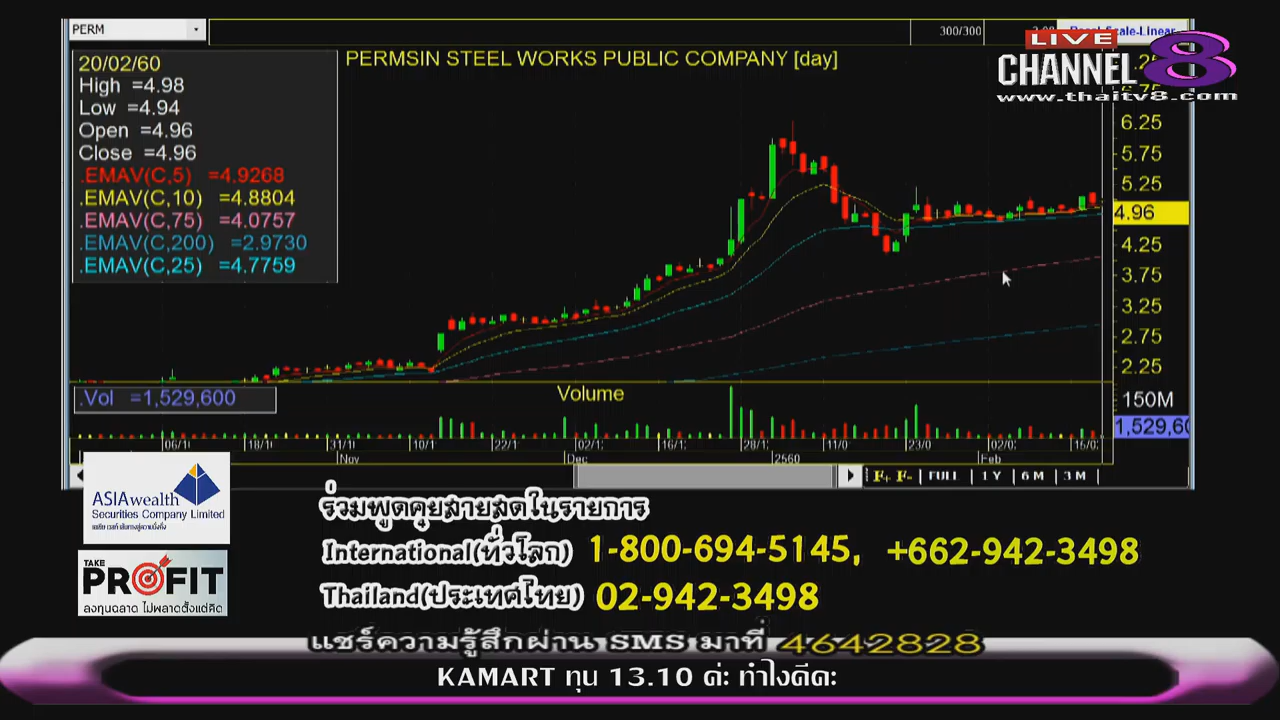 PERM
300/300
LIVE
CHANNEL 8
www.thaitv8.com
20/02/60
High =4.98
Low =4.94
Open =4.96
Close =4.96
.EMAV(C,5) =4.9268
.EMAV(C,10) =4.8804
.EMAV(C,75) =4.0757
.EMAV(C,200) =2.9730
.EMAV(C,25) =4.7759
PERMSIN STEEL WORKS PUBLIC COMPANY [day]
6.25
5.75
5.25
4.96
4.25
3.75
3.25
2.75
2.25
.Vol =1,529,600
Volume
150M
1,529,60
Nov
Dec
2560
Feb
F+ F- FULL 1 Y 6 M 3 M
ASIAwealth
Securities Company Limited
TAKE
PROFIT
ลงทุนฉลาด ไม่พลาดตั้งแต่คิด
ร่วมพูดคุยสายสดในรายการ
International(ทั่วโลก) 1-800-694-5145, +662-942-3498
Thailand(ประเทศไทย) 02-942-3498
แชร์ความรู้สึกผ่าน SMS มาที่ 4642828
KAMART ทุน 13.10 ค่ะ ทำไงดีคะ